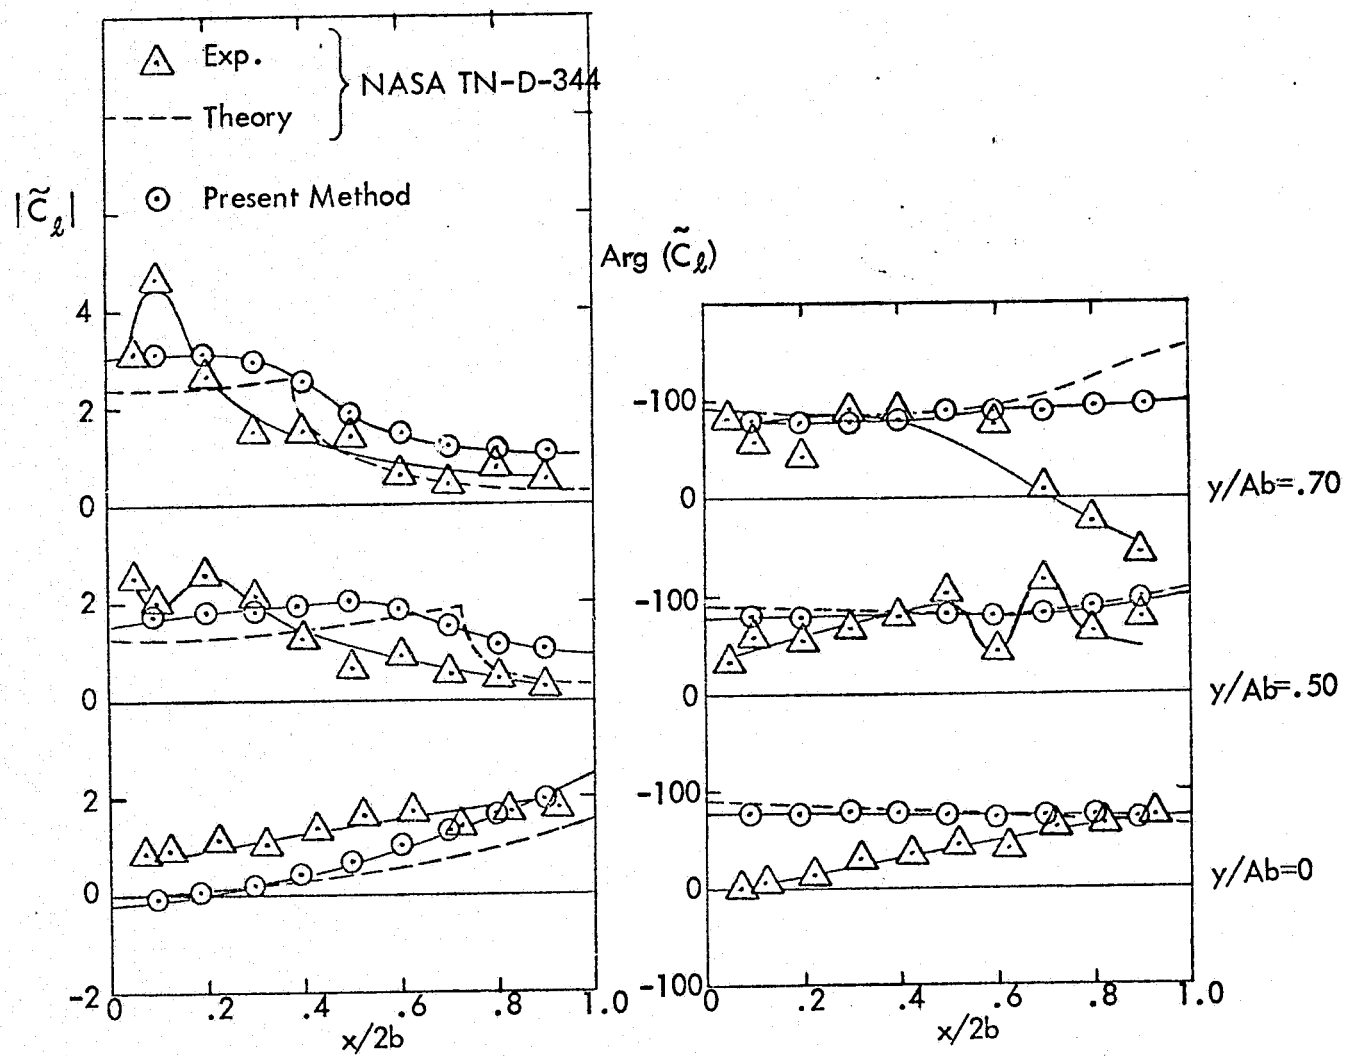 Exp.
Theory
NASA TN-D-344
Present Method
|C̃ℓ|
4
2
0
2
0
2
0
-2
0
.2
.4
.6
.8
1.0
x/2b
Arg (C̃ℓ)
-100
0
-100
0
-100
0
-100
0
.2
.4
.6
.8
1.0
x/2b
y/Ab=.70
y/Ab=.50
y/Ab=0